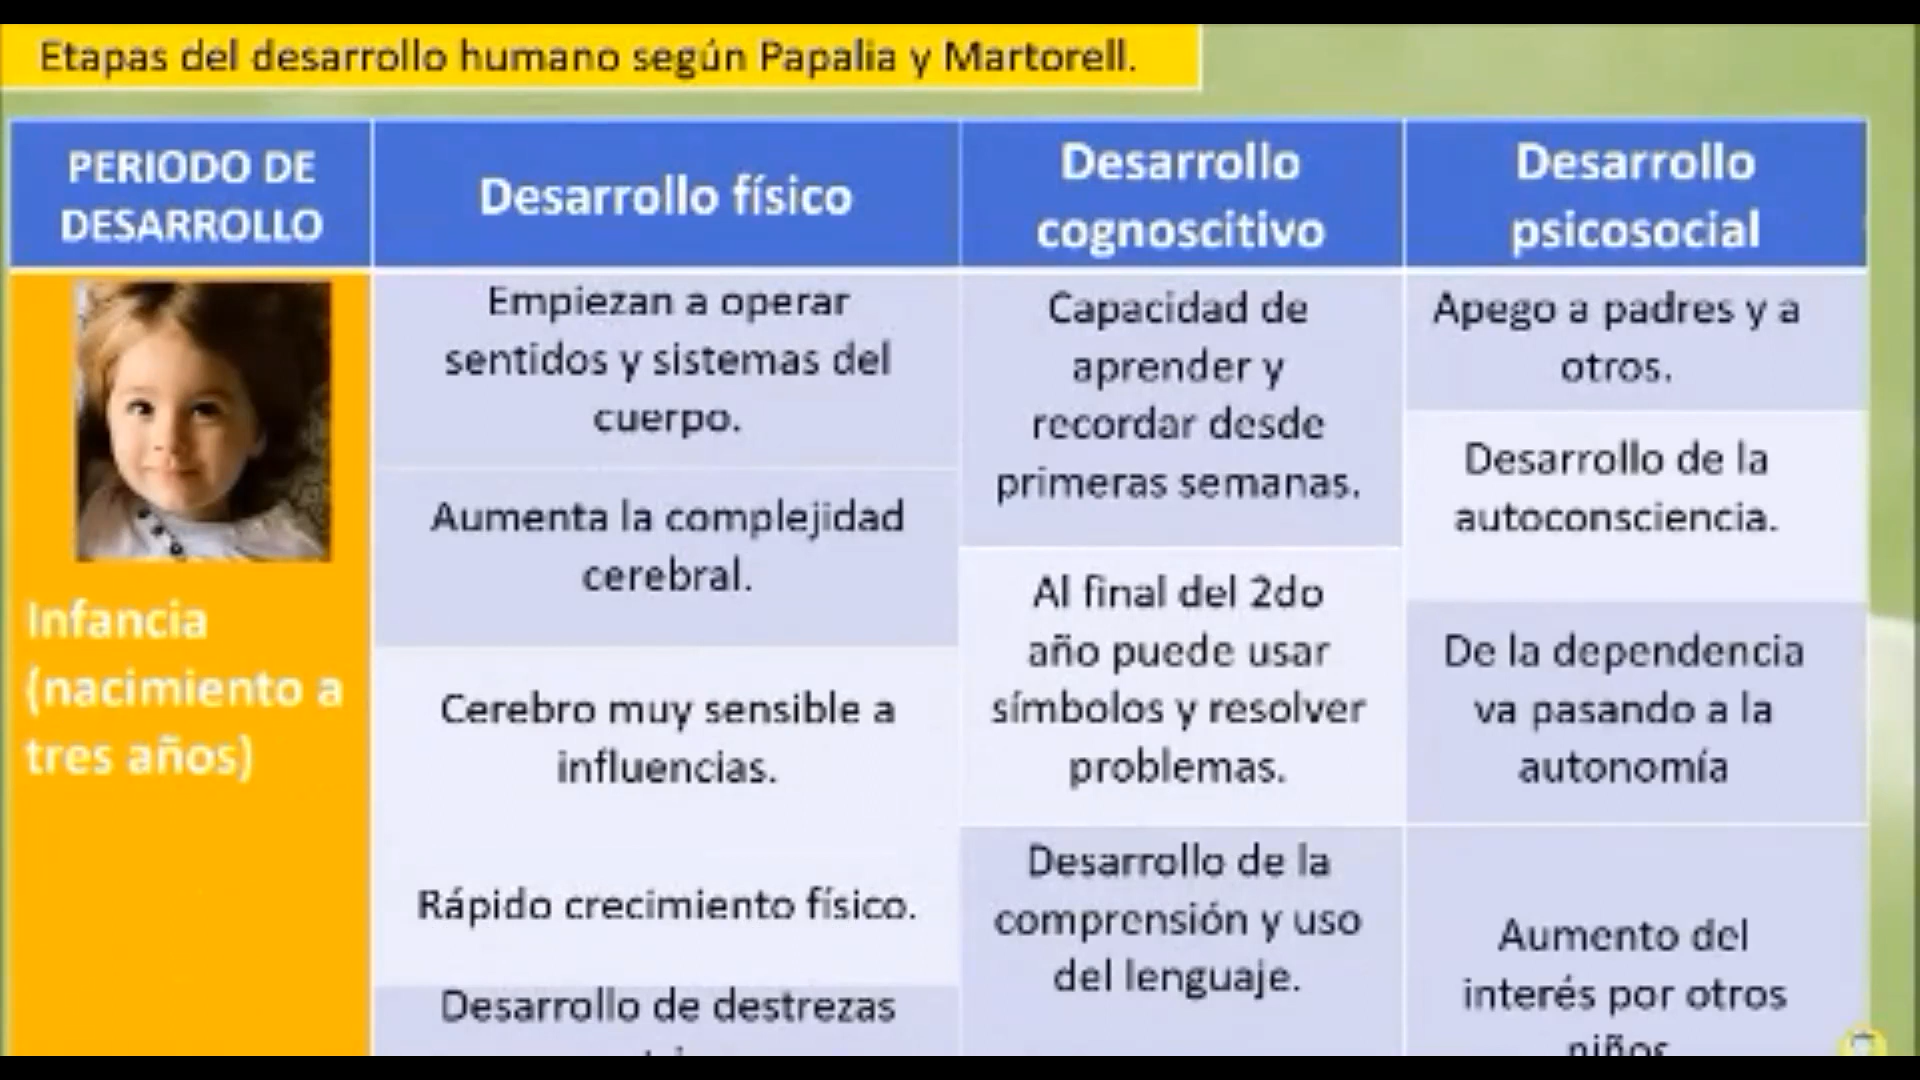 Etapas del desarrollo humano según Papalia y Martorell.
PERIODO DE
DESARROLLO
Desarrollo físico
Desarrollo
cognoscitivo
Desarrollo
psicosocial
Infancia
(nacimiento a
tres años)
Empiezan a operar
sentidos y sistemas del
cuerpo.
Aumenta la complejidad
cerebral.
Cerebro muy sensible a
influencias.
Rápido crecimiento físico.
Desarrollo de destrezas
Capacidad de
aprender y
recordar desde
primeras semanas.
Al final del 2do
año puede usar
símbolos y resolver
problemas.
Desarrollo de la
comprensión y uso
del lenguaje.
Apego a padres y a
otros.
Desarrollo de la
autoconsciencia.
De la dependencia
va pasando a la
autonomía
Aumento del
interés por otros
niños